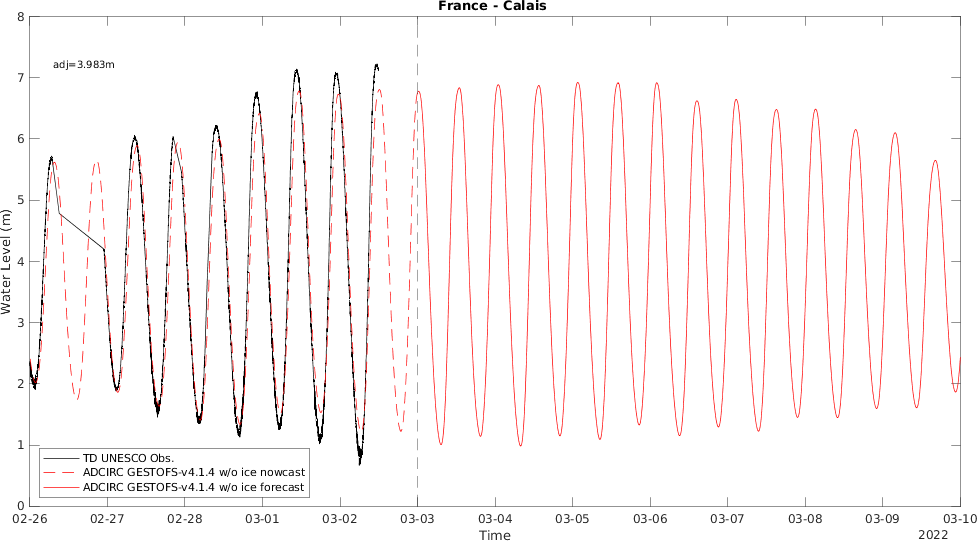 France - Calais
8
7
6
5
4
3
2
1
0
Water Level (m)
adj=3.983m
TD UNESCO Obs.
ADCIRC GESTOFS-v4.1.4 w/o ice nowcast
ADCIRC GESTOFS-v4.1.4 w/o ice forecast
02-26 02-27 02-28 03-01 03-02 03-03 03-04 03-05 03-06 03-07 03-08 03-09 03-10
Time
2022